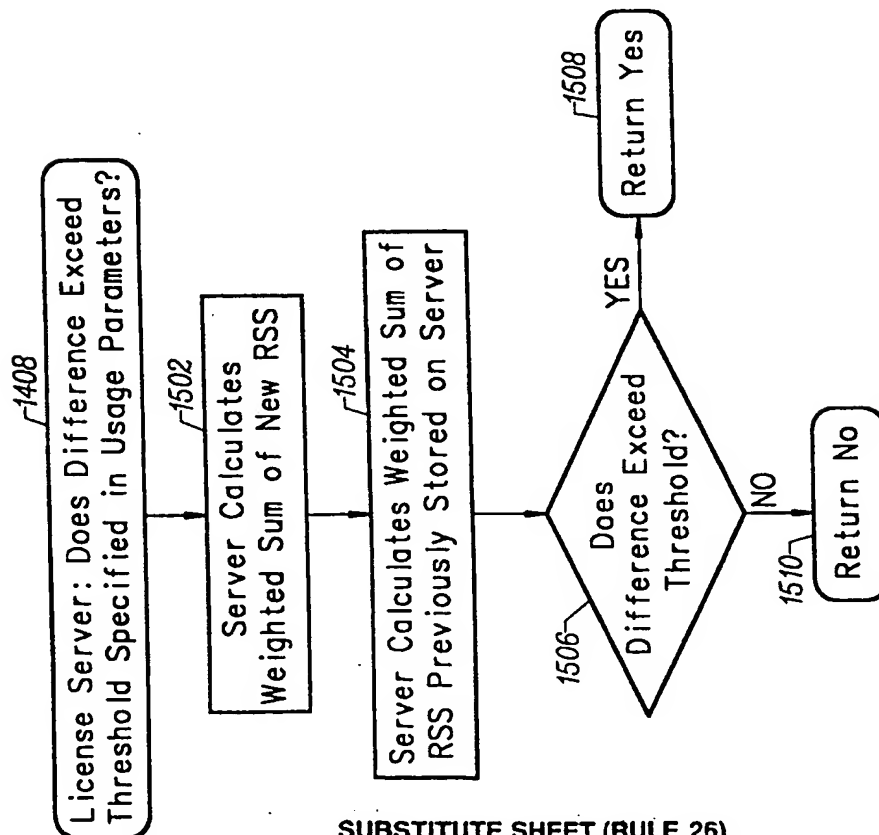 1408
License Server: Does Difference Exceed
Threshold Specified in Usage Parameters?
1502
Server Calculates
Weighted Sum of New RSS
1504
Server Calculates Weighted Sum of
RSS Previously Stored on Server
1506
Does
Difference Exceed
Threshold?
YES
1508
Return Yes
NO
1510
Return No
SUBSTITUTE SHEET (RULE 26)